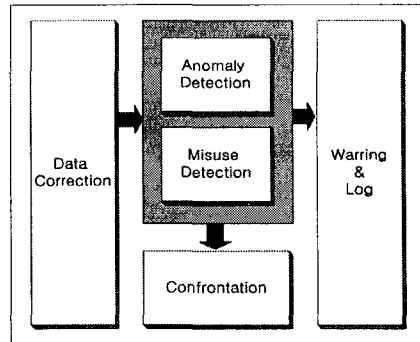 Data
Correction
Anomaly
Detection
Misuse
Detection
Confrontation
Warring
&
Log